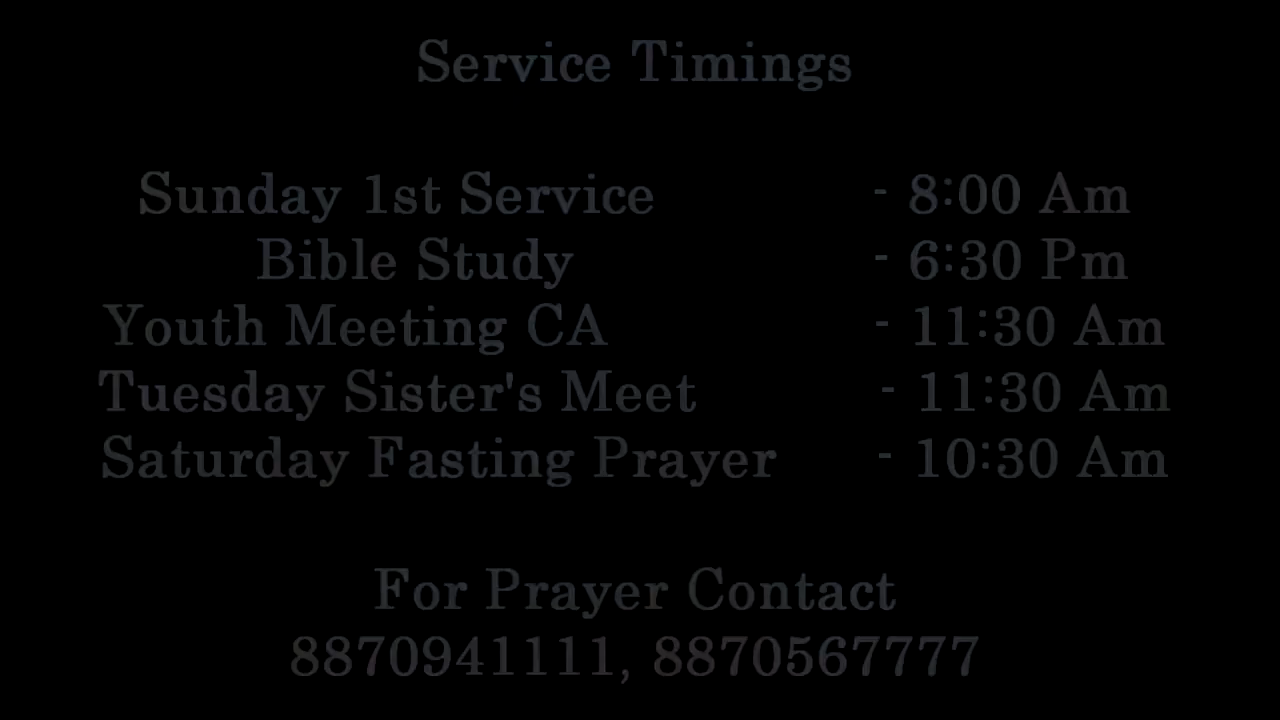 Service Timings
Sunday 1st Service - 8:00 Am
Bible Study - 6:30 Pm
Youth Meeting CA - 11:30 Am
Tuesday Sister's Meet - 11:30 Am
Saturday Fasting Prayer - 10:30 Am
For Prayer Contact
8870941111, 8870567777